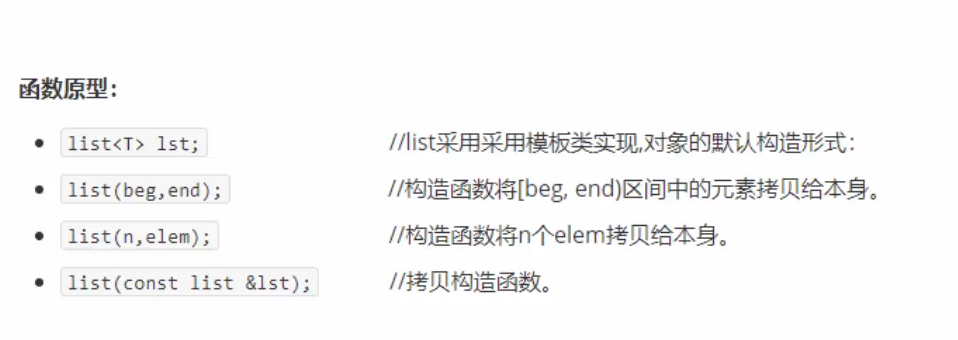 函数原型：
list<T> lst; //list采用采用模板类实现,对象的默认构造形式：
list(beg,end); //构造函数将[beg, end)区间中的元素拷贝给本身。
list(n,elem); //构造函数将n个elem拷贝给本身。
list(const list &lst); //拷贝构造函数。